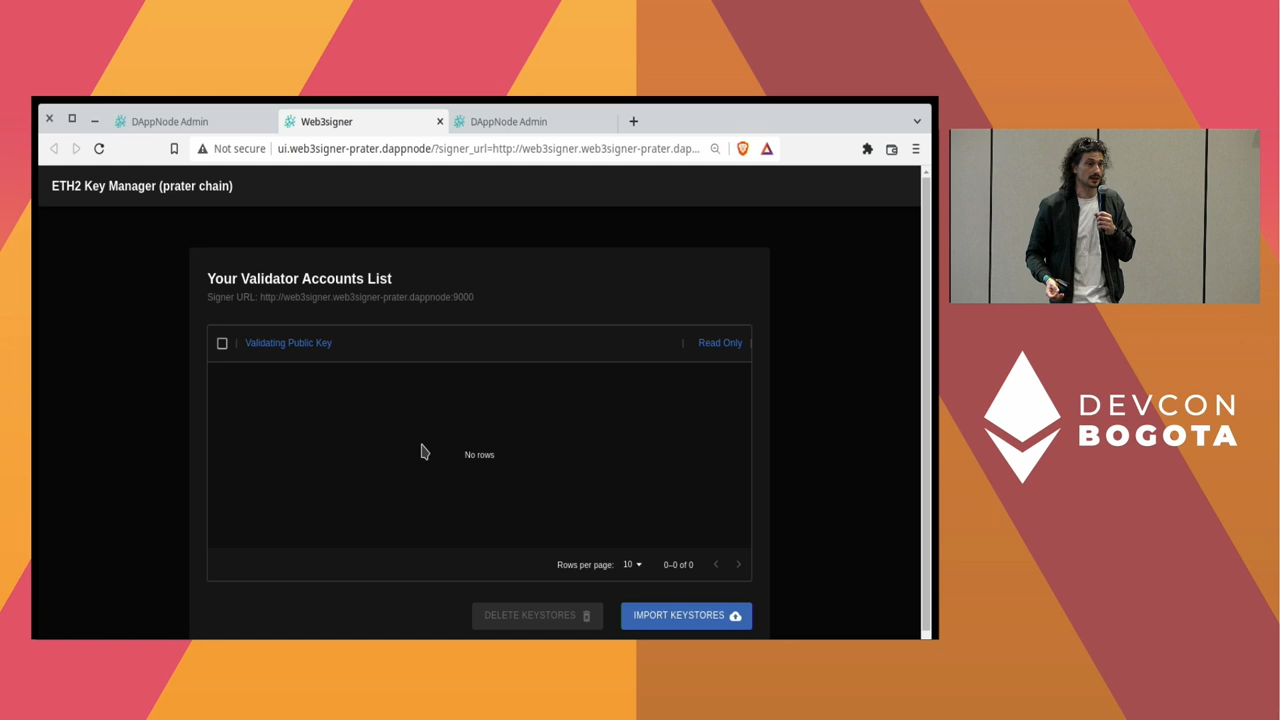 DAppNode Admin
Web3signer
DAppNode Admin
Not secure
ui.web3signer-prater.dappnode/?signer_url=http://web3signer.web3signer-prater.dap...
ETH2 Key Manager (prater chain)
Your Validator Accounts List
Signer URL: http://web3signer.web3signer-prater.dappnode:9000
Validating Public Key
Read Only
No rows
Rows per page:
10
0–0 of 0
DELETE KEYSTORES
IMPORT KEYSTORES
DEVCON
BOGOTA